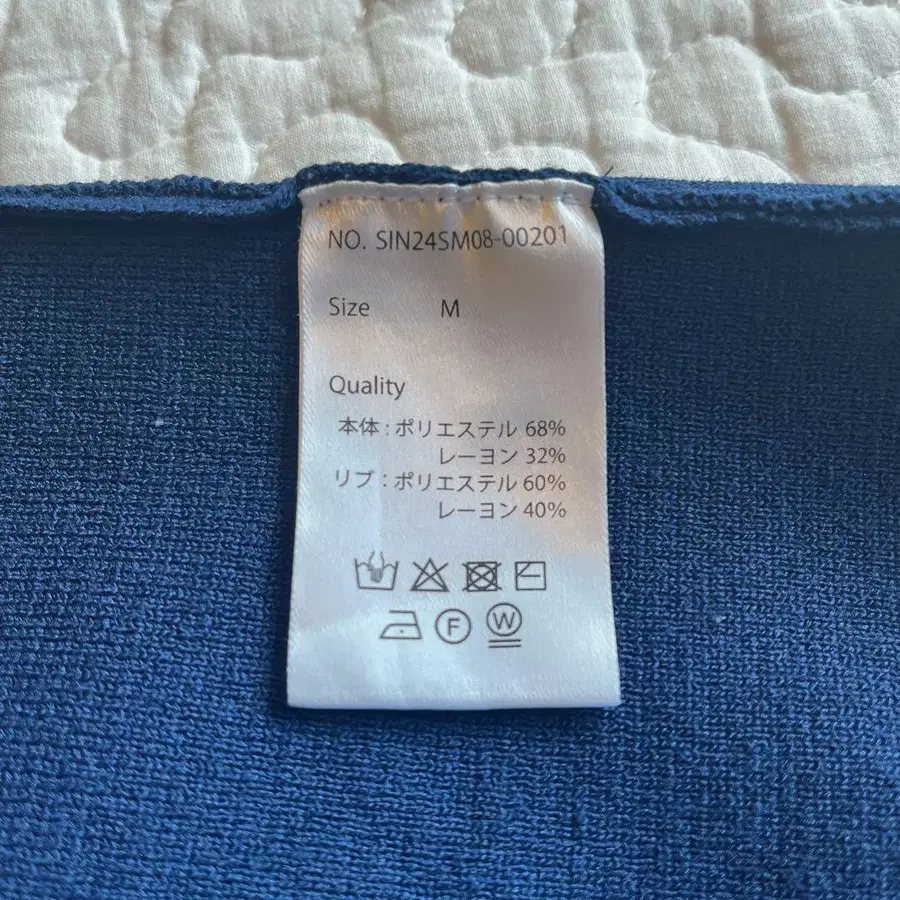 NO. SIN24SM08-00201
Size M
Quality
本体:ポリエステル 68%
レーヨン 32%
リブ:ポリエステル 60%
レーヨン 40%
F W